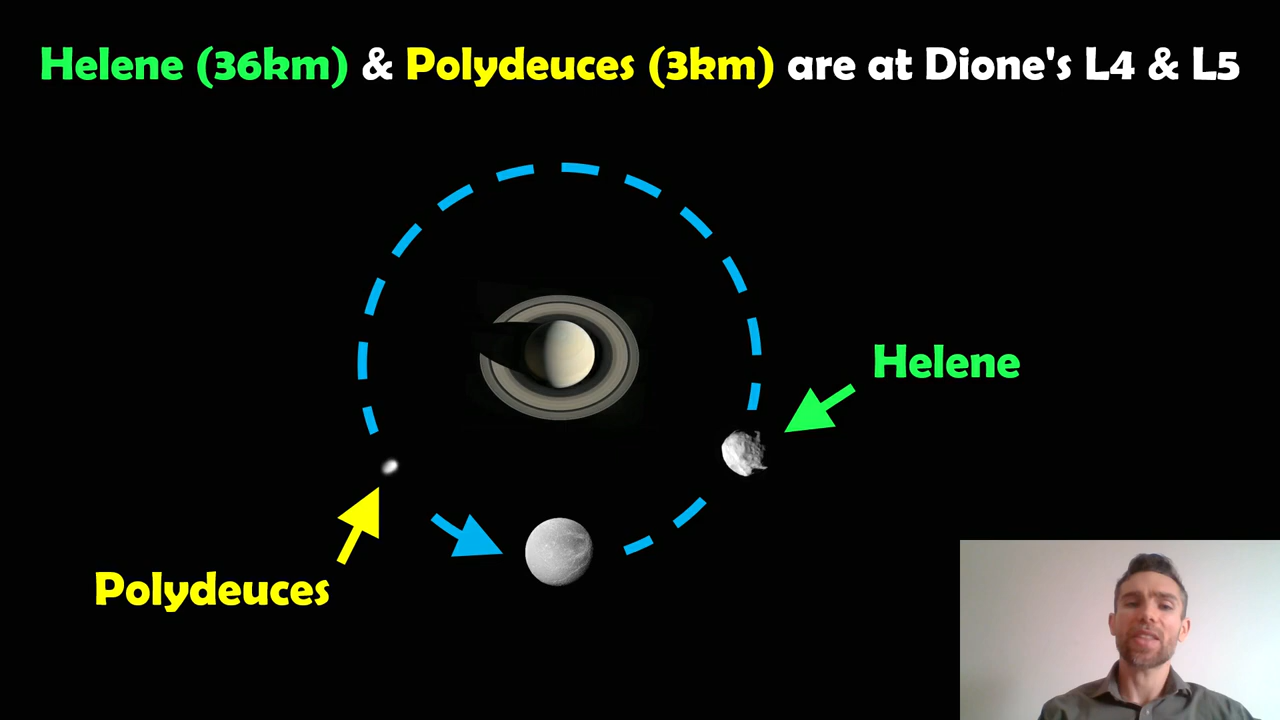 Helene (36km) & Polydeuces (3km) are at Dione's L4 & L5
Helene
Polydeuces